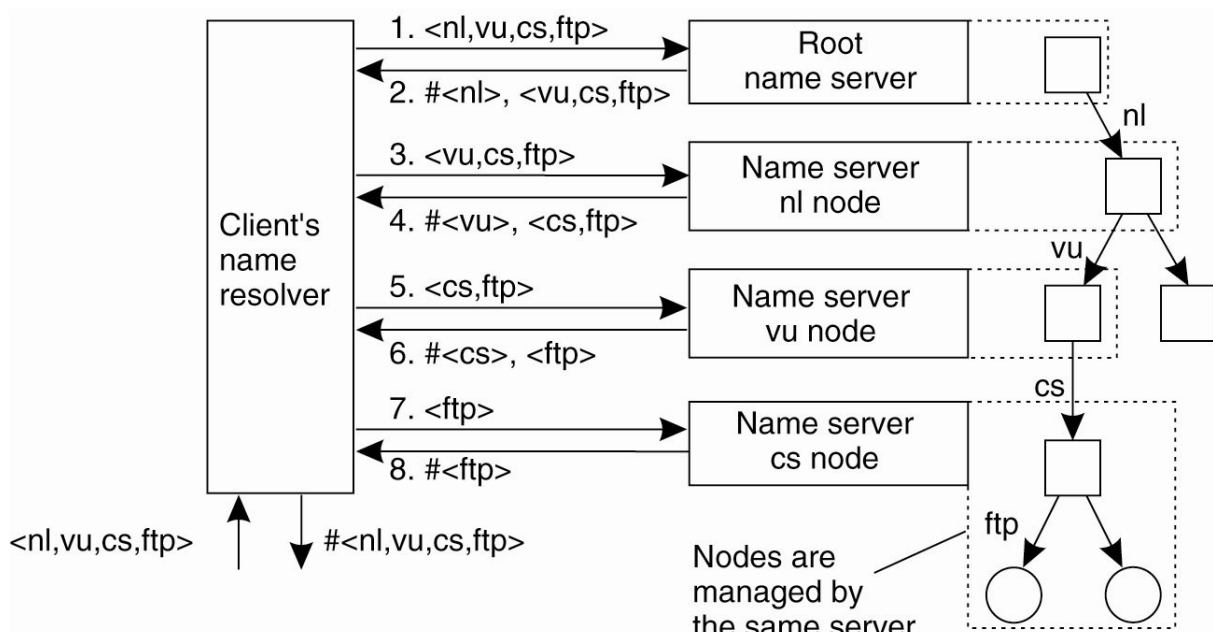 1. <nl,vu,cs,ftp>
2. #<nl>, <vu,cs,ftp>
Root
name server
nl
3. <vu,cs,ftp>
4. #<vu>, <cs,ftp>
Name server
nl node
vu
Client's
name
resolver
5. <cs,ftp>
6. #<cs>, <ftp>
Name server
vu node
cs
7. <ftp>
8. #<ftp>
Name server
cs node
ftp
<nl,vu,cs,ftp>
#<nl,vu,cs,ftp>
Nodes are
managed by
the same server